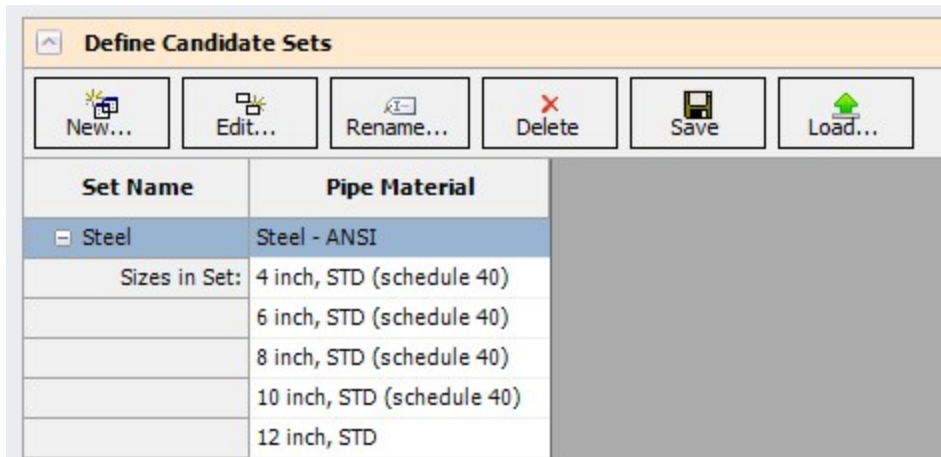 Define Candidate Sets
New... Edit... Rename... Delete Save Load...
Set Name Pipe Material
Steel Steel - ANSI
Sizes in Set: 4 inch, STD (schedule 40)
6 inch, STD (schedule 40)
8 inch, STD (schedule 40)
10 inch, STD (schedule 40)
12 inch, STD